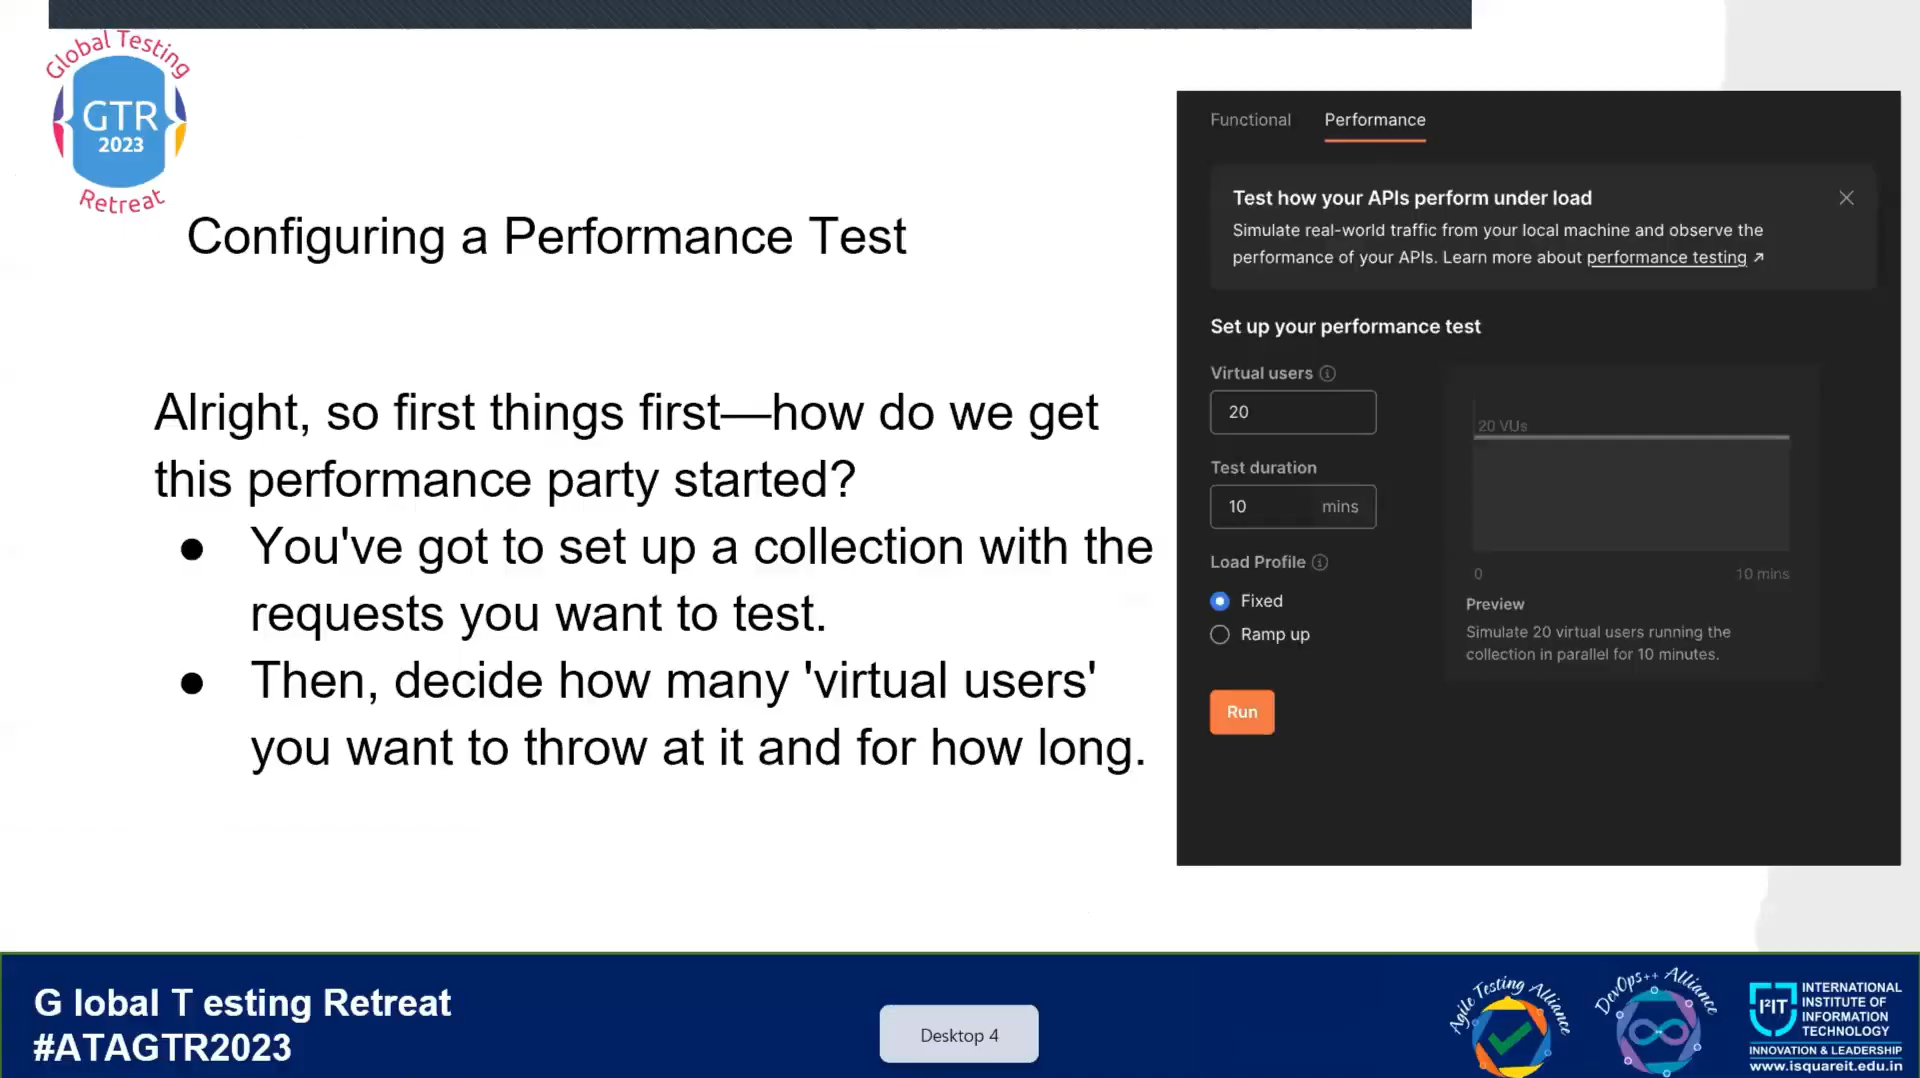 Global Testing
GTR
2023
Retreat
Configuring a Performance Test
Alright, so first things first—how do we get
this performance party started?
● You've got to set up a collection with the
requests you want to test.
● Then, decide how many 'virtual users'
you want to throw at it and for how long.
Functional Performance
Test how your APIs perform under load
Simulate real-world traffic from your local machine and observe the
performance of your APIs. Learn more about performance testing ↗
Set up your performance test
Virtual users
20
Test duration
10 mins
Load Profile
Fixed
Ramp up
Run
20 VUs
0 10 mins
Preview
Simulate 20 virtual users running the
collection in parallel for 10 minutes.
G lobal T esting Retreat
#ATAGTR2023
Desktop 4
Agile Testing Alliance
DevOps++ Alliance
I²IT
INTERNATIONAL
INSTITUTE OF
INFORMATION
TECHNOLOGY
INNOVATION & LEADERSHIP
www.isquareit.edu.in